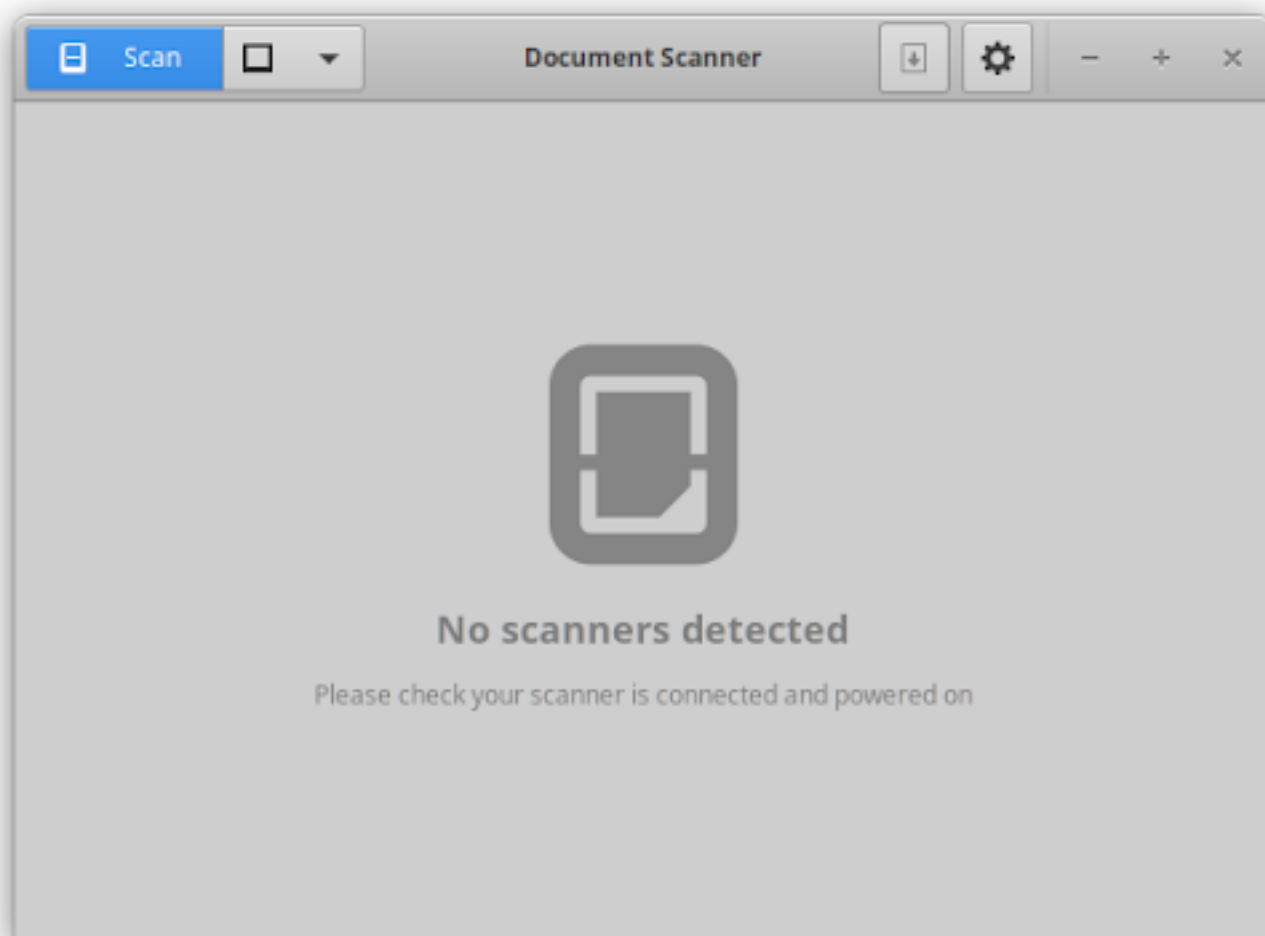 Scan
Document Scanner
No scanners detected
Please check your scanner is connected and powered on